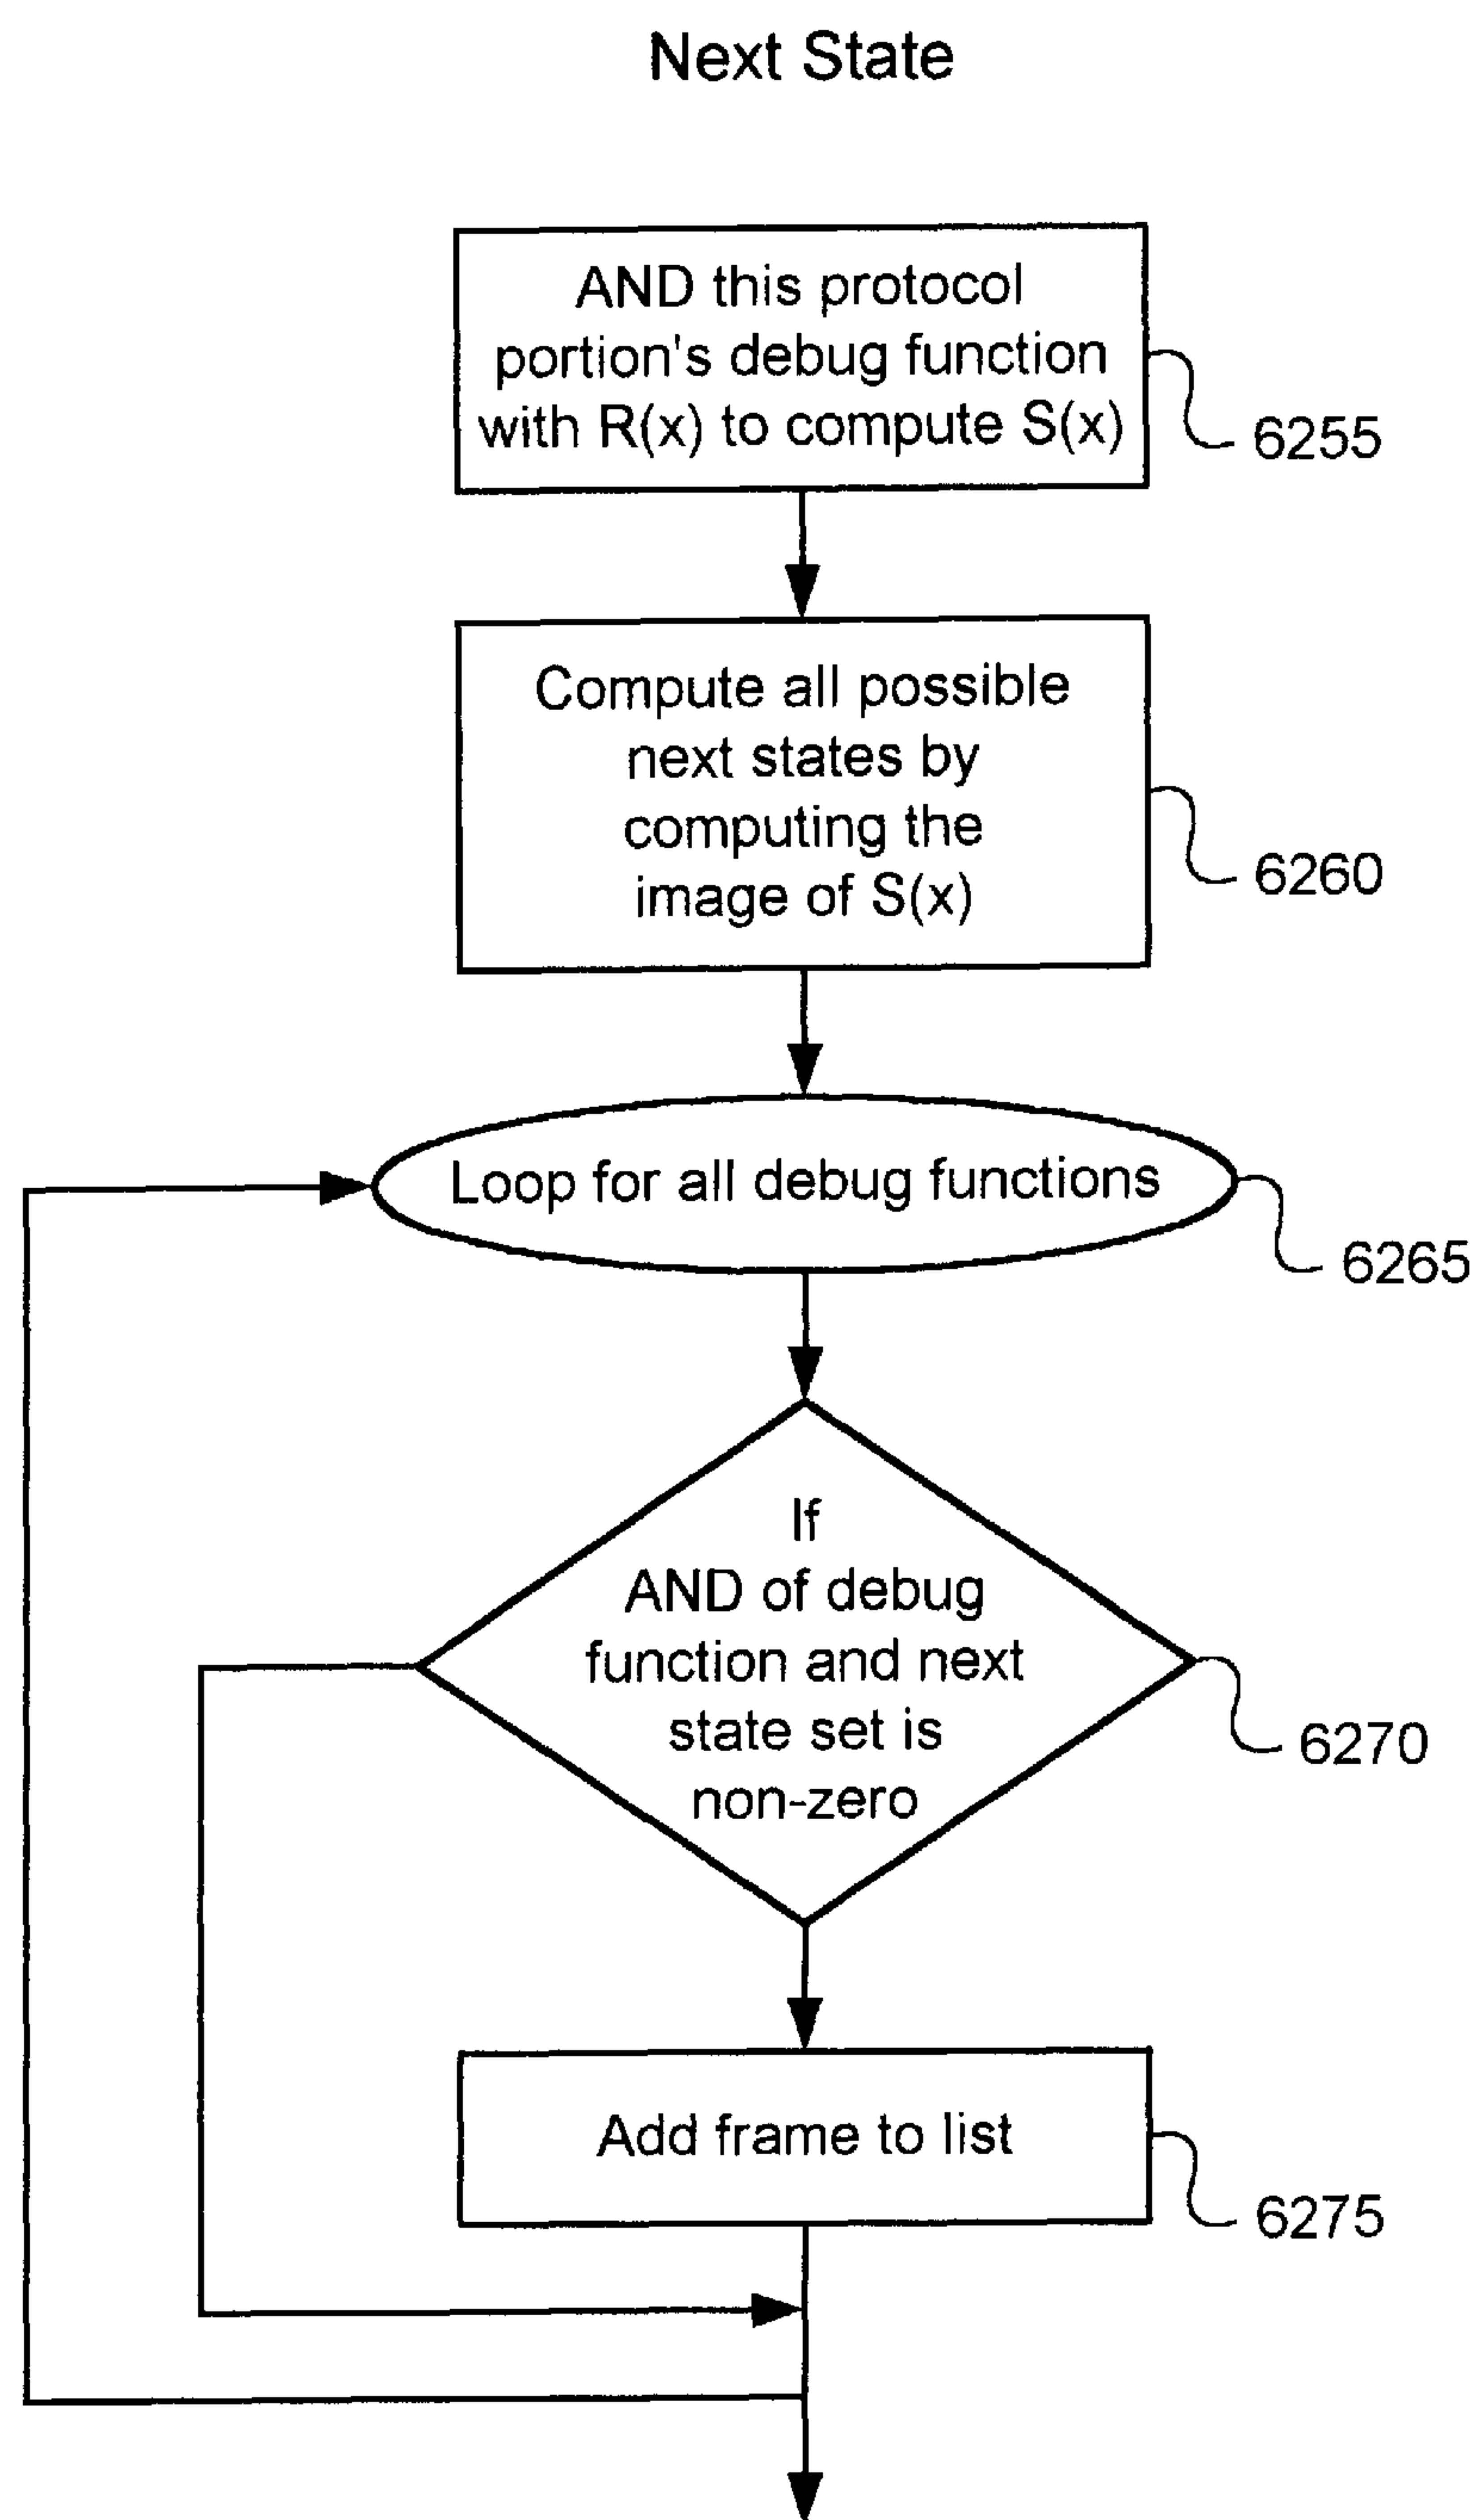 Next State
AND this protocol
portion's debug function
with R(x) to compute S(x)
6255
Compute all possible
next states by
computing the
image of S(x)
6260
Loop for all debug functions
6265
If
AND of debug
function and next
state set is
non-zero
6270
Add frame to list
6275